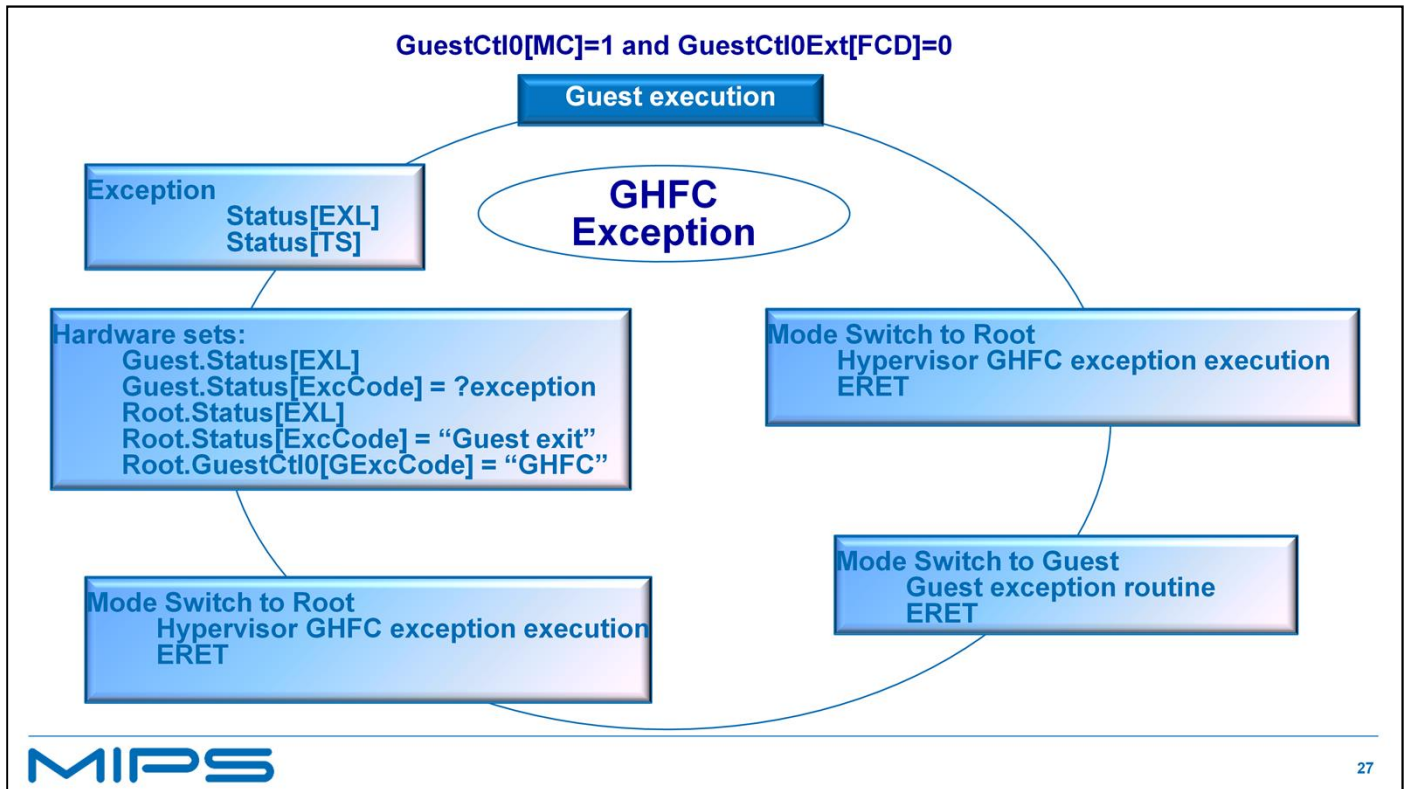 GuestCtl0[MC]=1 and GuestCtl0Ext[FCD]=0
Guest execution
GHFC
Exception
Exception
Status[EXL]
Status[TS]
Hardware sets:
Guest.Status[EXL]
Guest.Status[ExcCode] = ?exception
Root.Status[EXL]
Root.Status[ExcCode] = “Guest exit”
Root.GuestCtl0[GExcCode] = “GHFC”
Mode Switch to Root
Hypervisor GHFC exception execution
ERET
Mode Switch to Guest
Guest exception routine
ERET
Mode Switch to Root
Hypervisor GHFC exception execution
ERET
MIPS
27